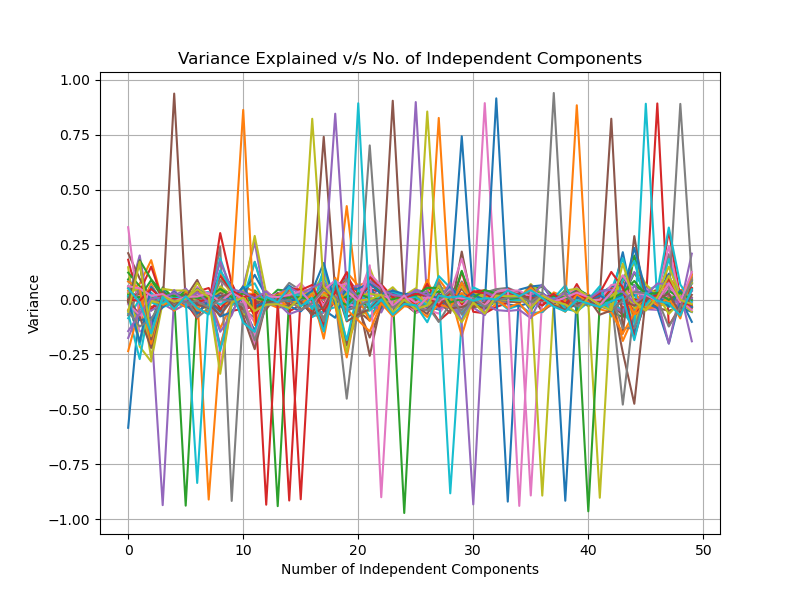 Variance Explained v/s No. of Independent Components
1.00
0.75
0.50
0.25
0.00
−0.25
−0.50
−0.75
−1.00
Variance
0 10 20 30 40 50
Number of Independent Components